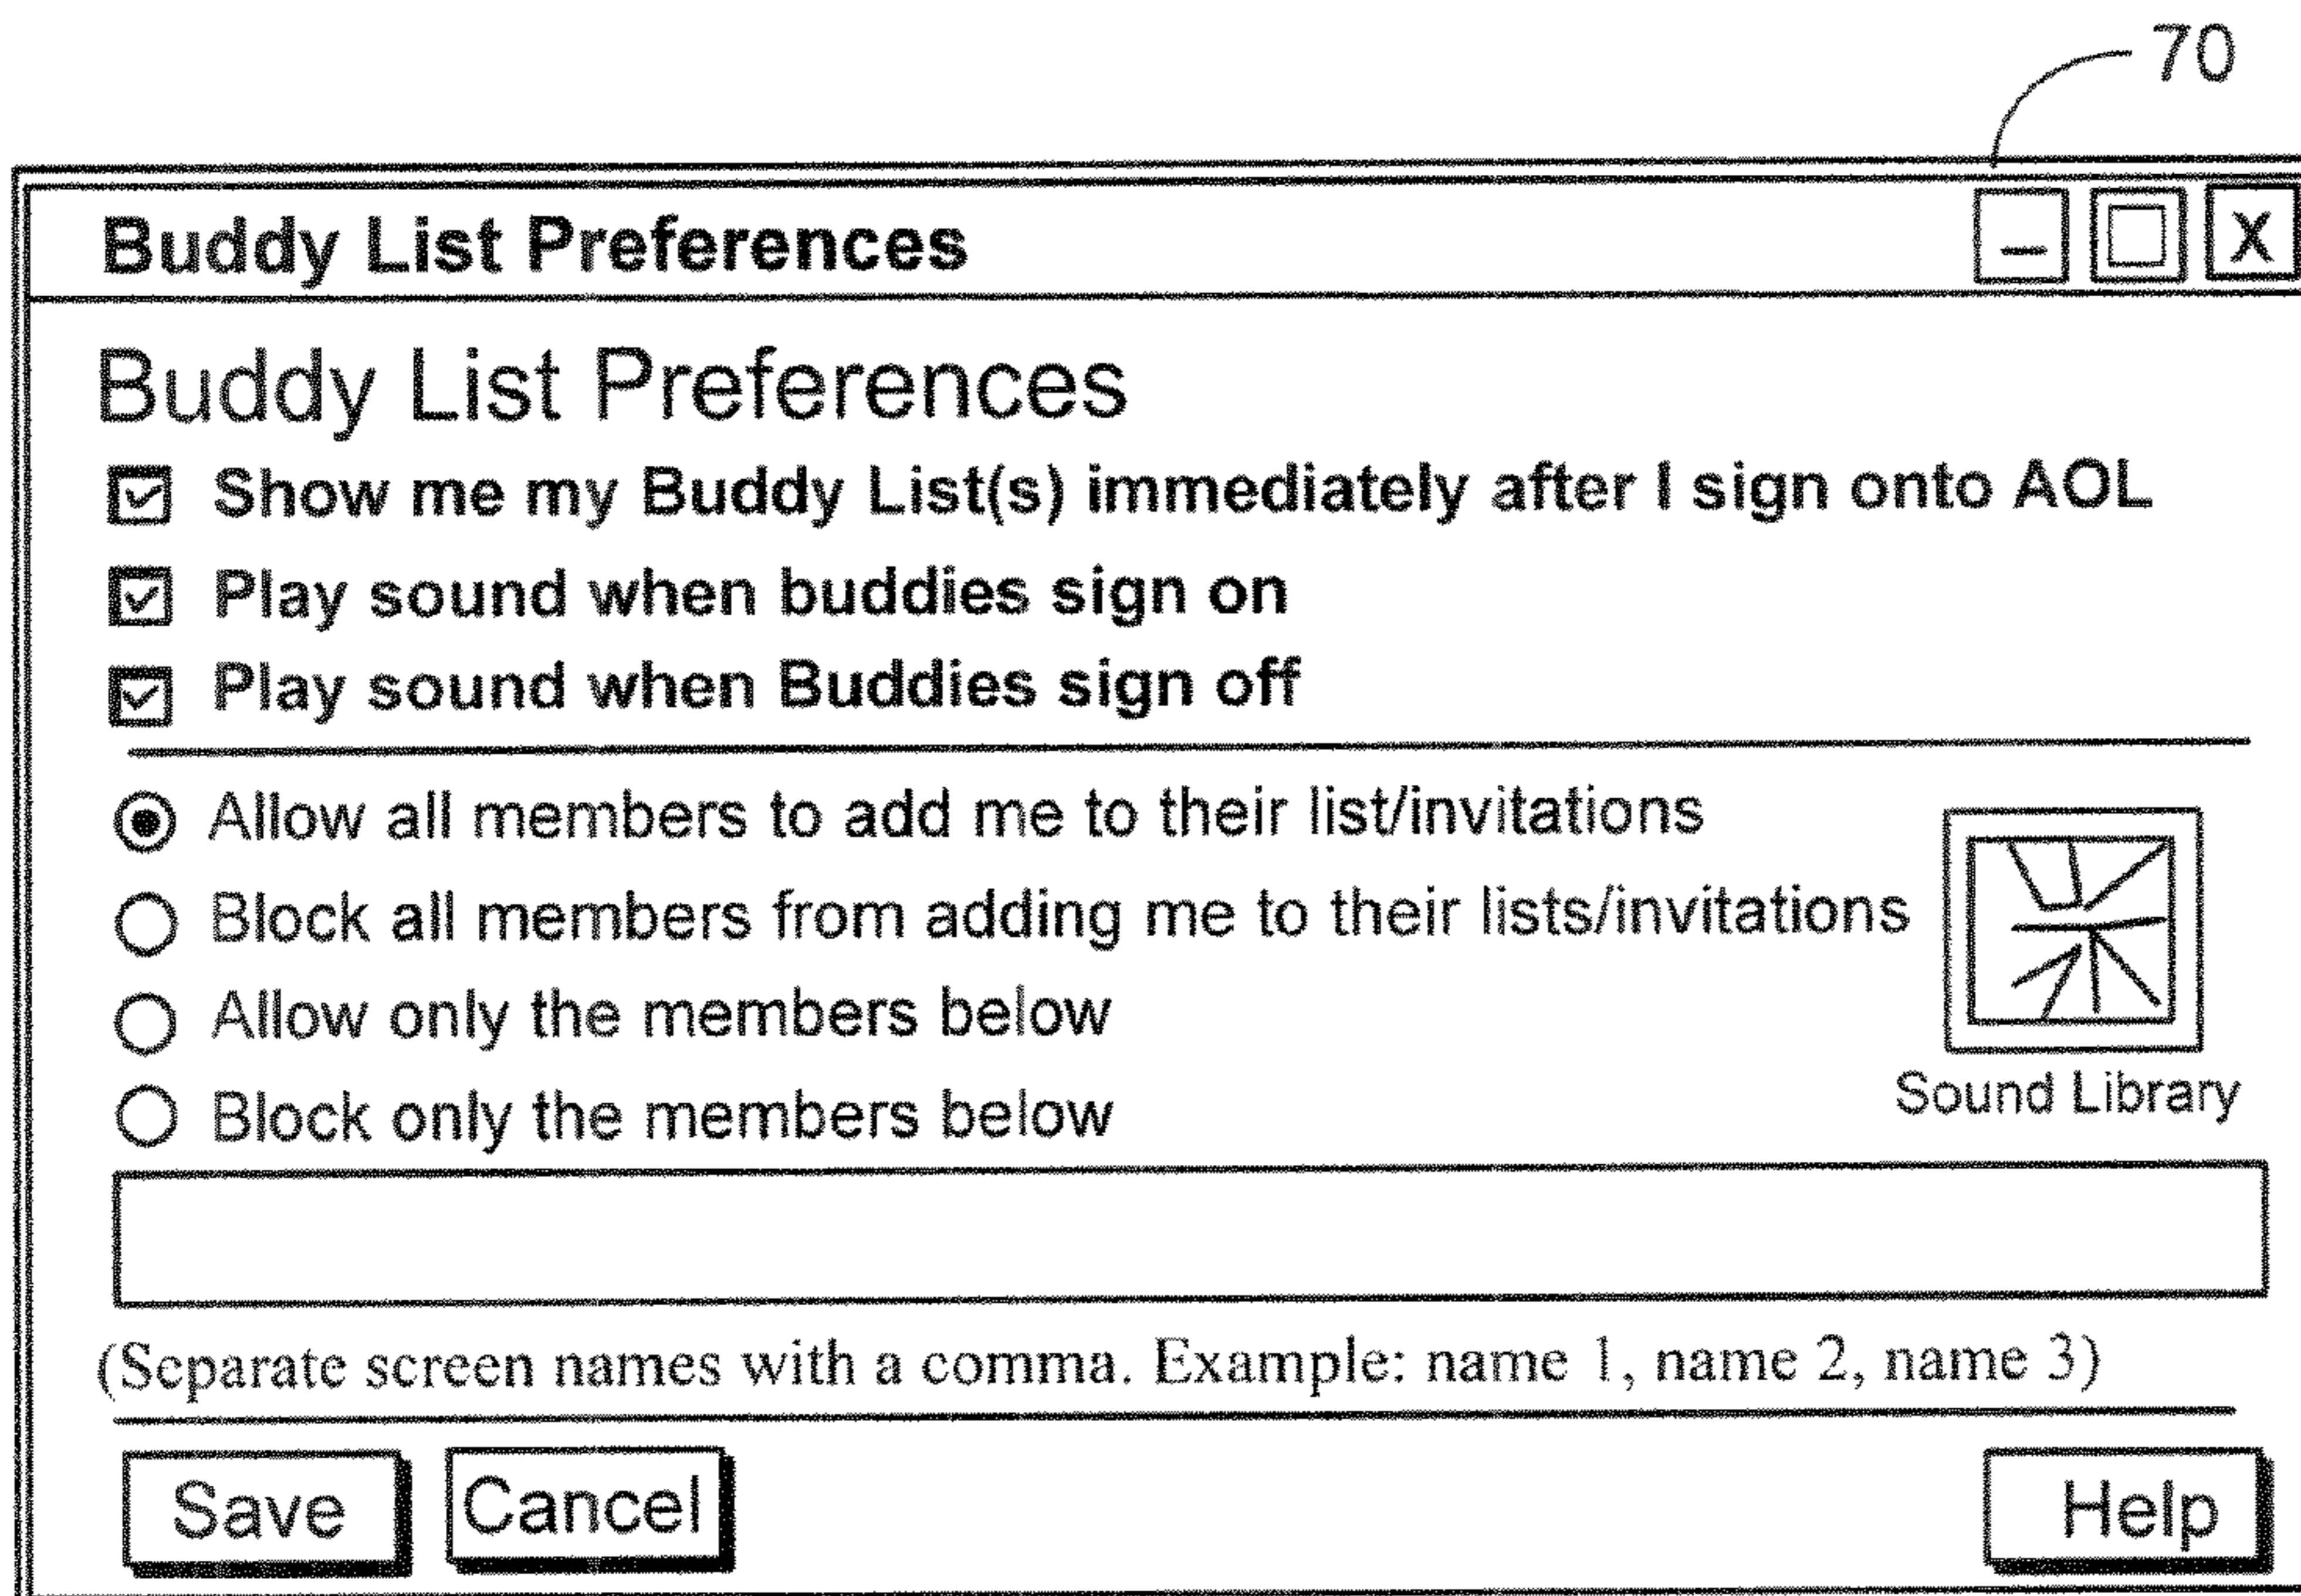 70
Buddy List Preferences
X
Buddy List Preferences
Show me my Buddy List(s) immediately after I sign onto AOL
Play sound when buddies sign on
Play sound when Buddies sign off
Allow all members to add me to their list/invitations
Block all members from adding me to their lists/invitations
Allow only the members below
Block only the members below
Sound Library
(Separate screen names with a comma. Example: name 1, name 2, name 3)
Save Cancel Help